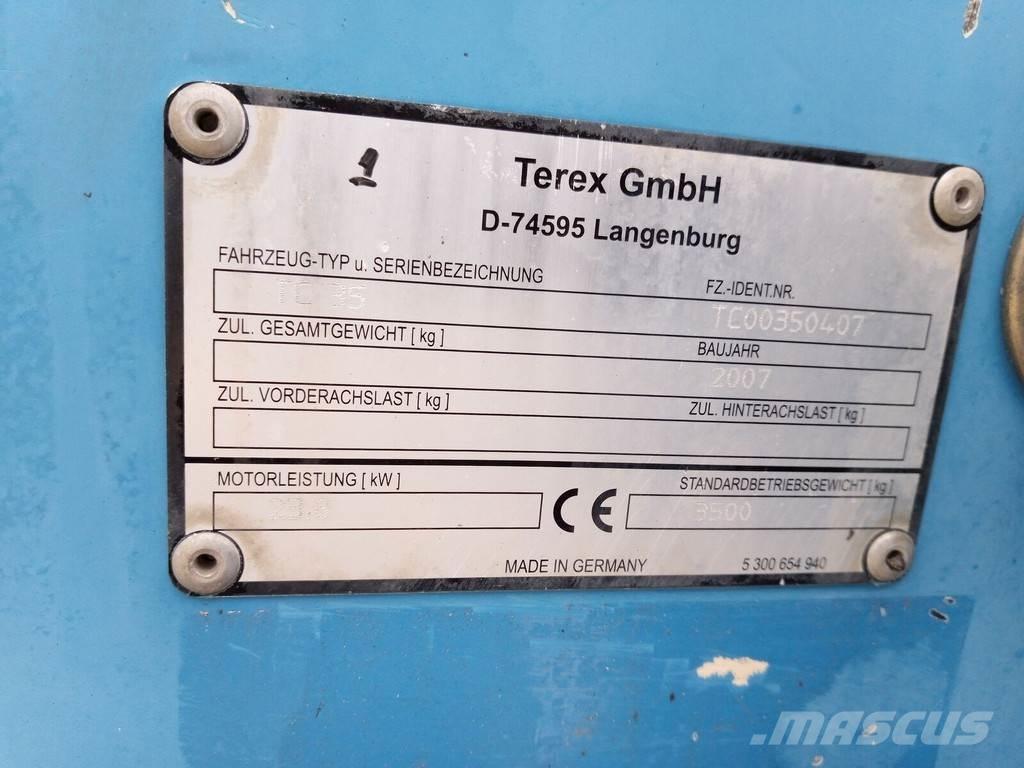 Terex GmbH
D-74595 Langenburg
FAHRZEUG-TYP u. SERIENBEZEICHNUNG FZ.-IDENT.NR.
TC 35 TC00350407
ZUL. GESAMTGEWICHT [ kg ] BAUJAHR
2007
ZUL. VORDERACHSLAST [ kg ] ZUL. HINTERACHSLAST [ kg ]
MOTORLEISTUNG [ kW ] STANDARDBETRIEBSGEWICHT [ kg ]
CE 3500
MADE IN GERMANY 5 300 654 940
MASCUS